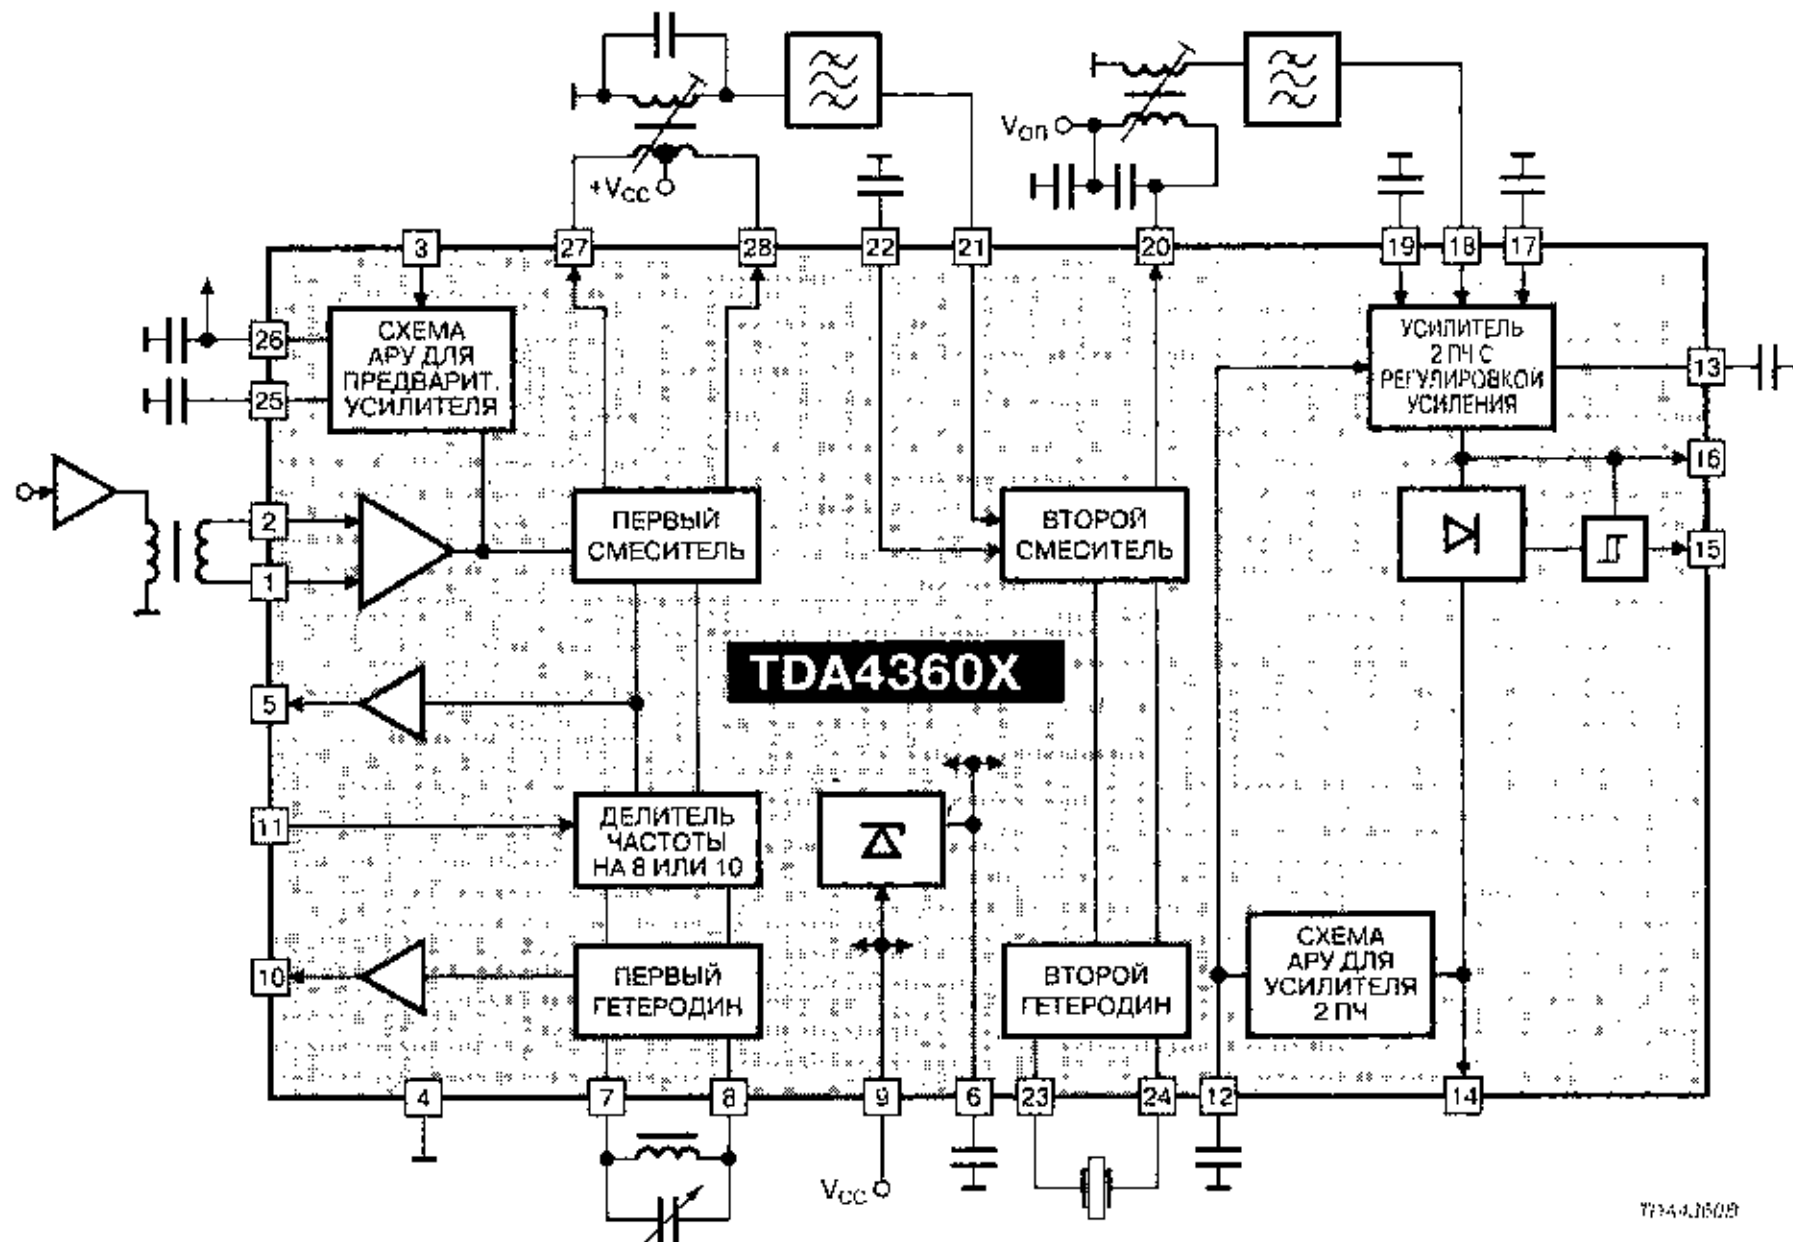 Vоп
+VCC
3
27
28
22
21
20
19
18
17
26
СХЕМА
АРУ ДЛЯ
ПРЕДВАРИТ.
УСИЛИТЕЛЯ
25
УСИЛИТЕЛЬ
2 ПЧ С
РЕГУЛИРОВКОЙ
УСИЛЕНИЯ
13
16
2
1
ПЕРВЫЙ
СМЕСИТЕЛЬ
ВТОРОЙ
СМЕСИТЕЛЬ
15
TDA4360X
5
11
ДЕЛИТЕЛЬ
ЧАСТОТЫ
НА 8 ИЛИ 10
10
ПЕРВЫЙ
ГЕТЕРОДИН
ВТОРОЙ
ГЕТЕРОДИН
СХЕМА
АРУ ДЛЯ
УСИЛИТЕЛЯ
2 ПЧ
4
7
8
9
6
23
24
12
14
VCC